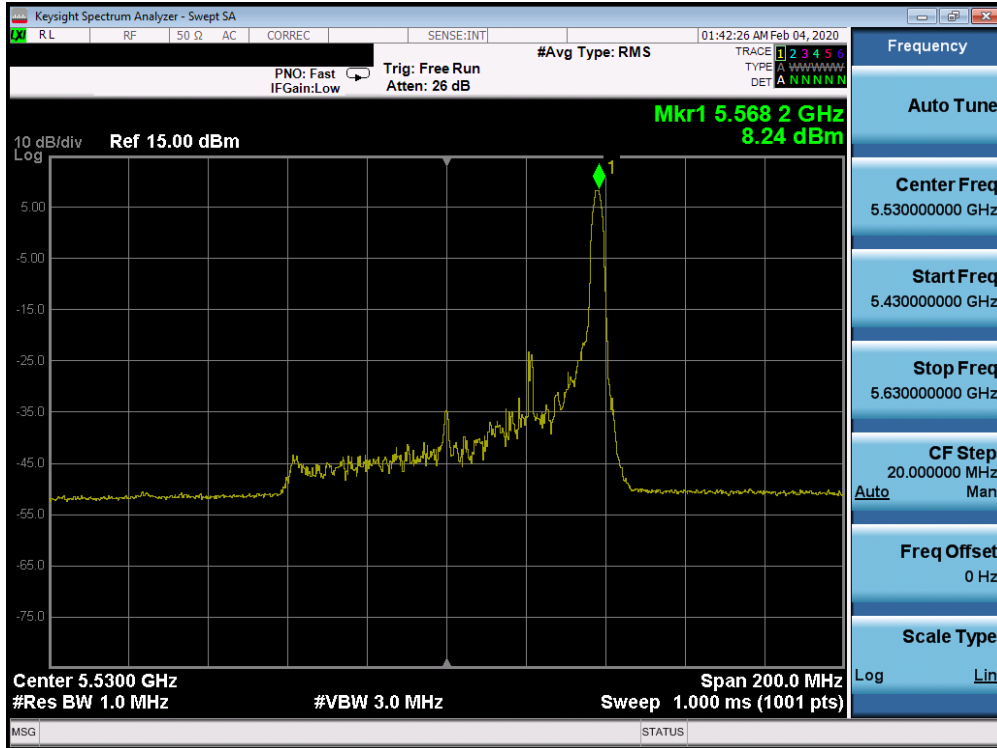 Keysight Spectrum Analyzer - Swept SA
LXI RL RF 50 Ω AC CORREC SENSE:INT 01:42:26 AM Feb 04, 2020
#Avg Type: RMS TRACE 1 2 3 4 5 6
TYPE A WWWWW
PNO: Fast Trig: Free Run DET A N N N N N
IFGain:Low Atten: 26 dB
Mkr1 5.568 2 GHz
8.24 dBm
10 dB/div Ref 15.00 dBm
Log
1
5.00
-5.00
-15.0
-25.0
-35.0
-45.0
-55.0
-65.0
-75.0
Center 5.5300 GHz Span 200.0 MHz
#Res BW 1.0 MHz #VBW 3.0 MHz Sweep 1.000 ms (1001 pts)
MSG STATUS
Frequency
Auto Tune
Center Freq
5.530000000 GHz
Start Freq
5.430000000 GHz
Stop Freq
5.630000000 GHz
CF Step
20.000000 MHz
Auto Man
Freq Offset
0 Hz
Scale Type
Log Lin